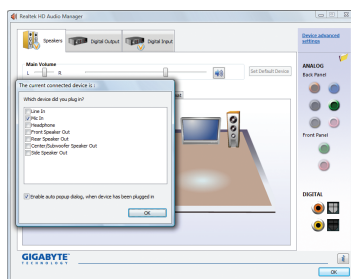 Realtek HD Audio Manager
Speakers
Digital Output
Digital Input
Device advanced settings
Main Volume
L
R
Set Default Device
ANALOG
Back Panel
The current connected device is :
Which device did you plug in?
Line In
Mic In
Headphone
Front Speaker Out
Rear Speaker Out
Center/Subwoofer Speaker Out
Side Speaker Out
Enable auto popup dialog, when device has been plugged in
OK
Front Panel
DIGITAL
GIGABYTE
TECHNOLOGY
OK